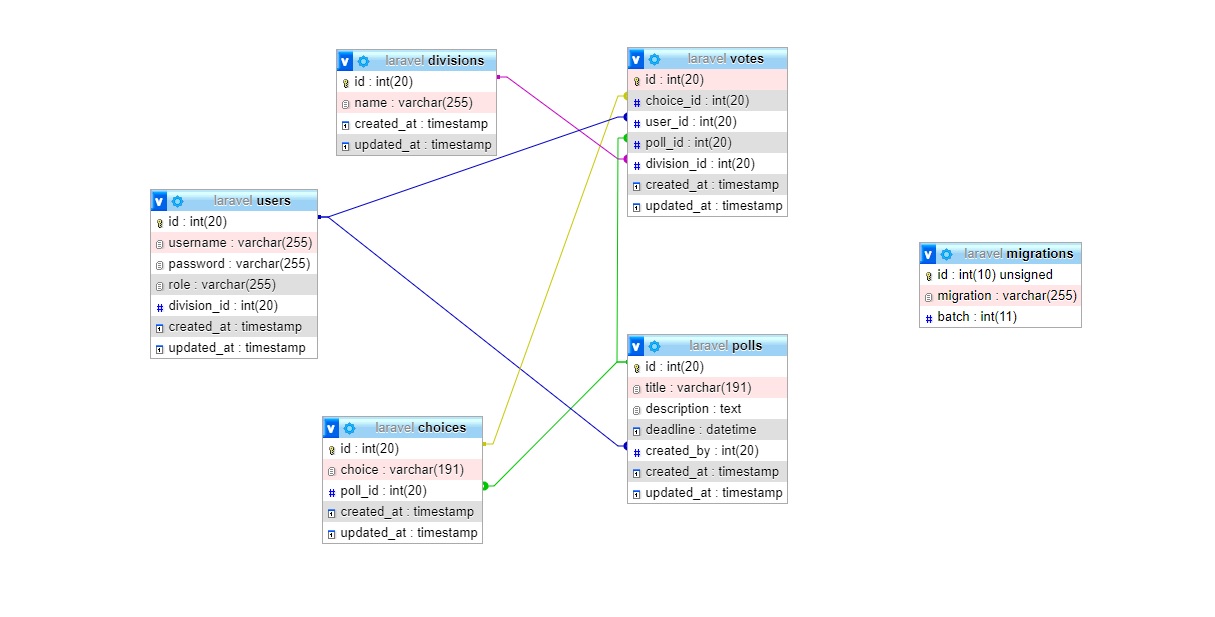 laravel divisions
id : int(20)
name : varchar(255)
created_at : timestamp
updated_at : timestamp
laravel votes
id : int(20)
choice_id : int(20)
user_id : int(20)
poll_id : int(20)
division_id : int(20)
created_at : timestamp
updated_at : timestamp
laravel users
id : int(20)
username : varchar(255)
password : varchar(255)
role : varchar(255)
division_id : int(20)
created_at : timestamp
updated_at : timestamp
laravel migrations
id : int(10) unsigned
migration : varchar(255)
batch : int(11)
laravel polls
id : int(20)
title : varchar(191)
description : text
deadline : datetime
created_by : int(20)
created_at : timestamp
updated_at : timestamp
laravel choices
id : int(20)
choice : varchar(191)
poll_id : int(20)
created_at : timestamp
updated_at : timestamp